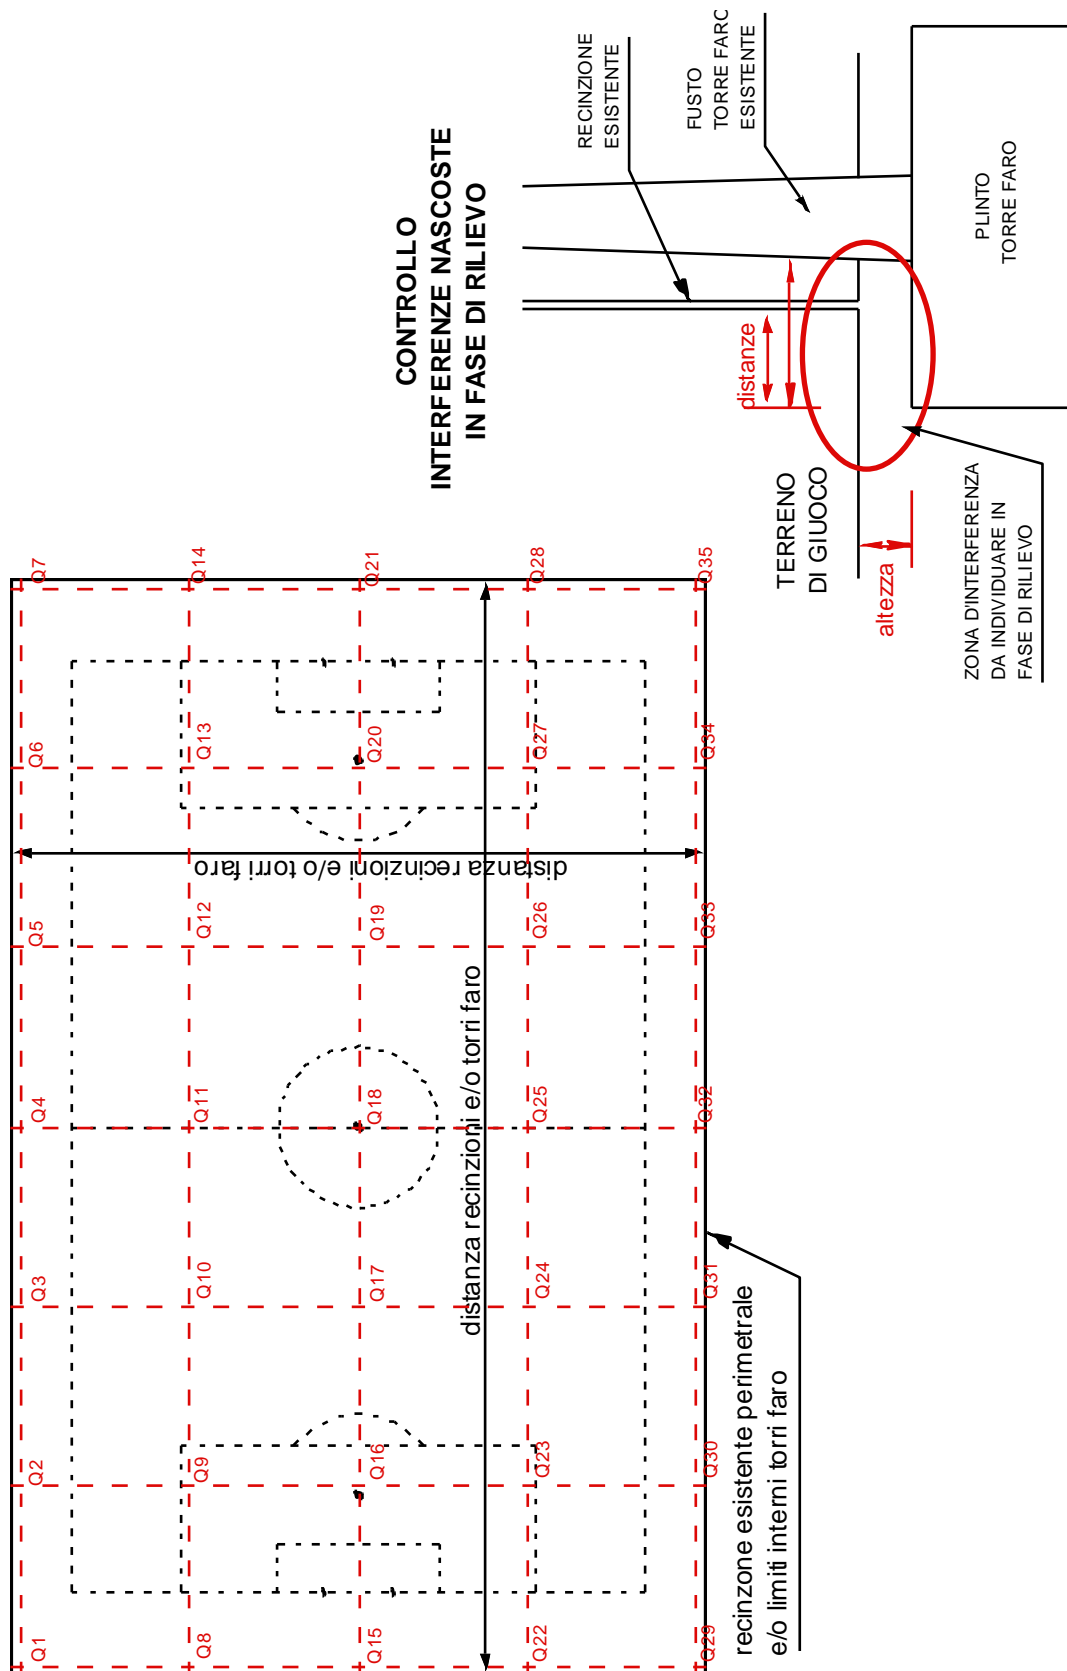 CONTROLLO
INTERFERENZE NASCOSTE
IN FASE DI RILIEVO
RECINZIONE
ESISTENTE
FUSTO
TORRE FARO
ESISTENTE
PLINTO
TORRE FARO
distanze
TERRENO
DI GIUOCO
altezza
ZONA D'INTERFERENZA
DA INDIVIDUARE IN
FASE DI RILIEVO
Q1
Q2
Q3
Q4
Q5
Q6
Q7
Q8
Q9
Q10
Q11
Q12
Q13
Q14
Q15
Q16
Q17
Q18
Q19
Q20
Q21
Q22
Q23
Q24
Q25
Q26
Q27
Q28
Q29
Q30
Q31
Q32
Q33
Q34
Q35
distanza recinzioni e/o torri faro
distanza recinzioni e/o torri faro
recinzone esistente perimetrale
e/o limiti interni torri faro